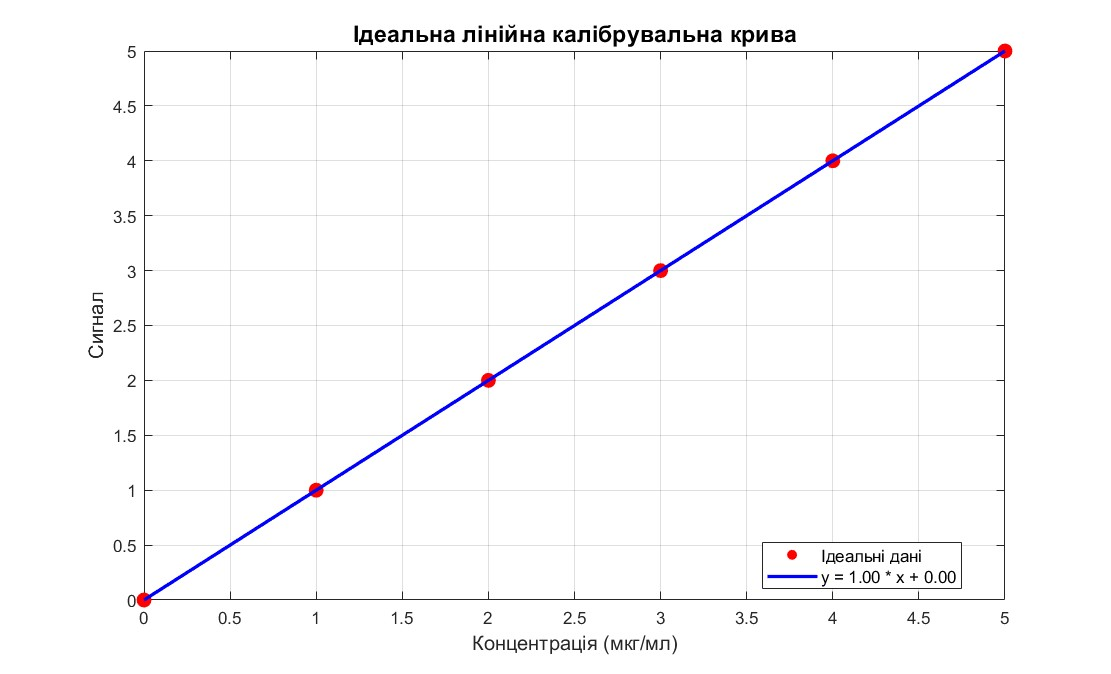 Ідеальна лінійна калібрувальна крива
5
4.5
4
3.5
3
2.5
2
1.5
1
0.5
0
Сигнал
Ідеальні дані
y = 1.00 * x + 0.00
0 0.5 1 1.5 2 2.5 3 3.5 4 4.5 5
Концентрація (мкг/мл)